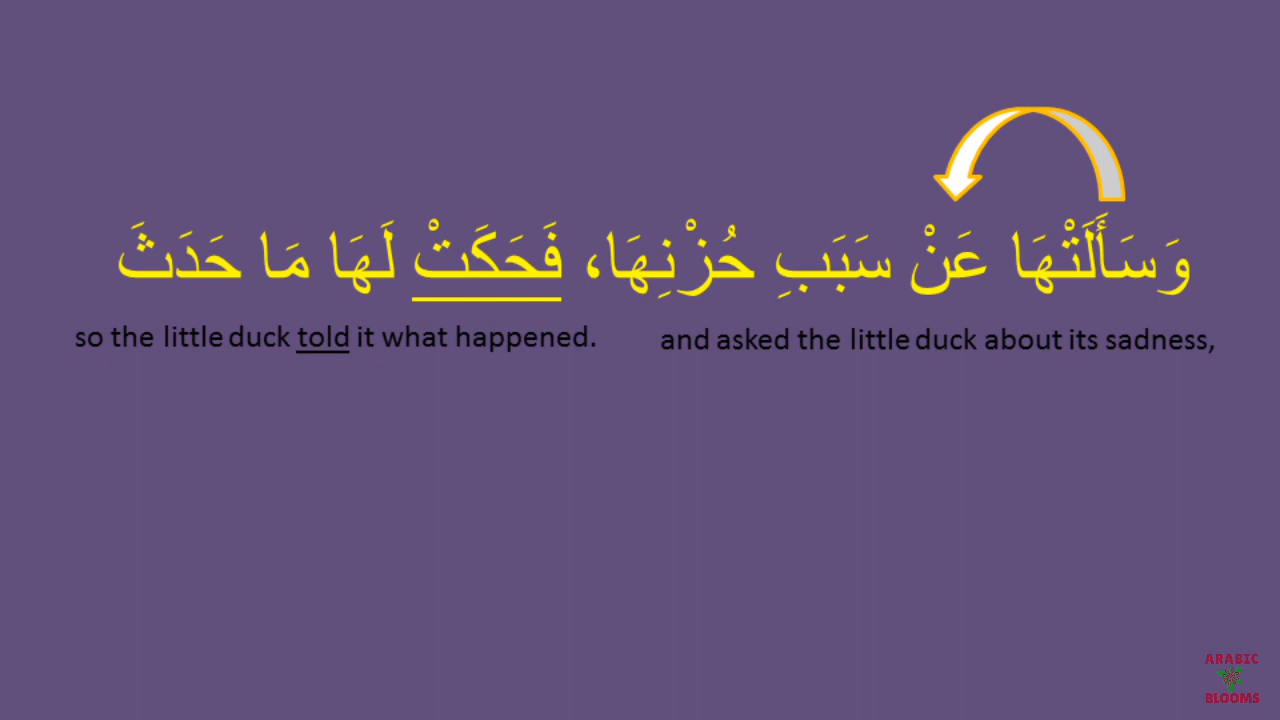 وَسَأَلَتْهَا عَنْ سَبَبِ حُزْنِهَا، فَحَكَتْ لَهَا مَا حَدَثَ
and asked the little duck about its sadness,
so the little duck told it what happened.
ARABIC
BLOOMS